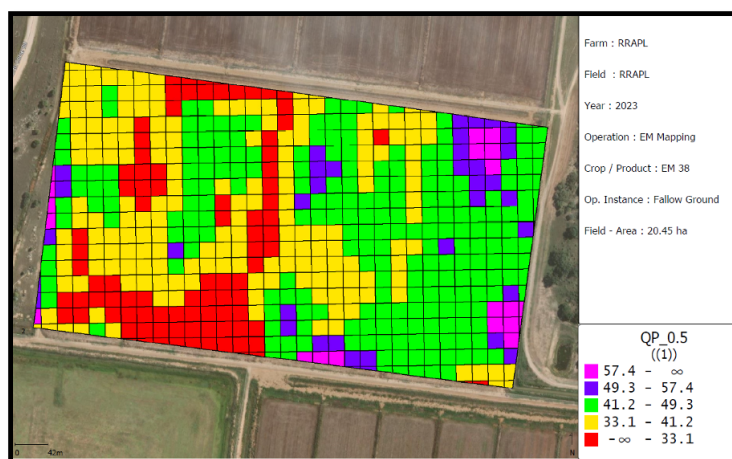 Farm : RRAPL
Field : RRAPL
Year : 2023
Operation : EM Mapping
Crop / Product : EM 38
Op. Instance : Fallow Ground
Field - Area : 20.45 ha
QP_0.5
((1))
57.4 - ∞
49.3 - 57.4
41.2 - 49.3
33.1 - 41.2
-∞ - 33.1
0 42m
N